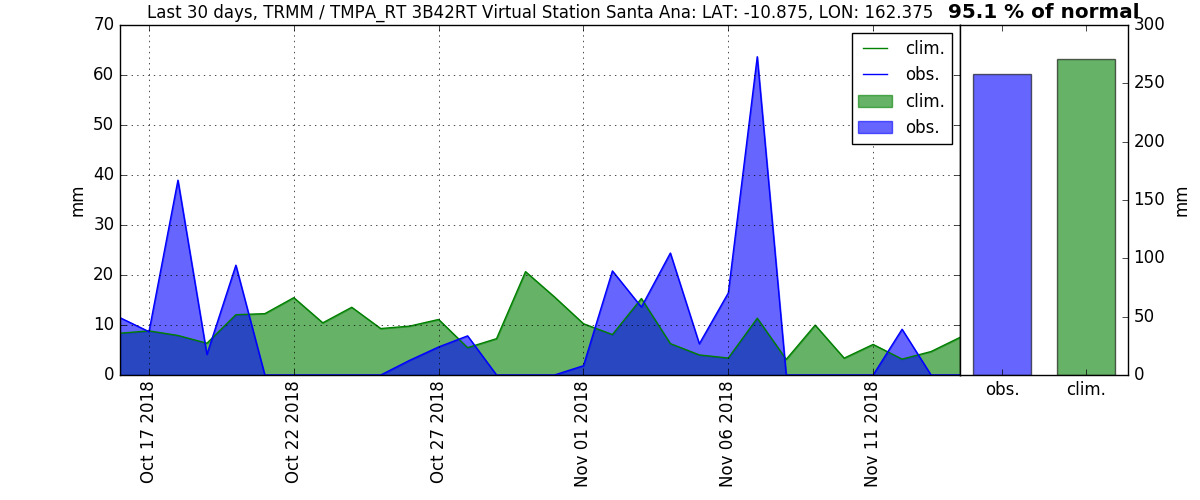 Last 30 days, TRMM / TMPA_RT 3B42RT Virtual Station Santa Ana: LAT: -10.875, LON: 162.375
95.1 % of normal
70
60
50
40
30
20
10
0
mm
clim.
obs.
clim.
obs.
Oct 17 2018
Oct 22 2018
Oct 27 2018
Nov 01 2018
Nov 06 2018
Nov 11 2018
300
250
200
150
100
50
0
mm
obs.
clim.